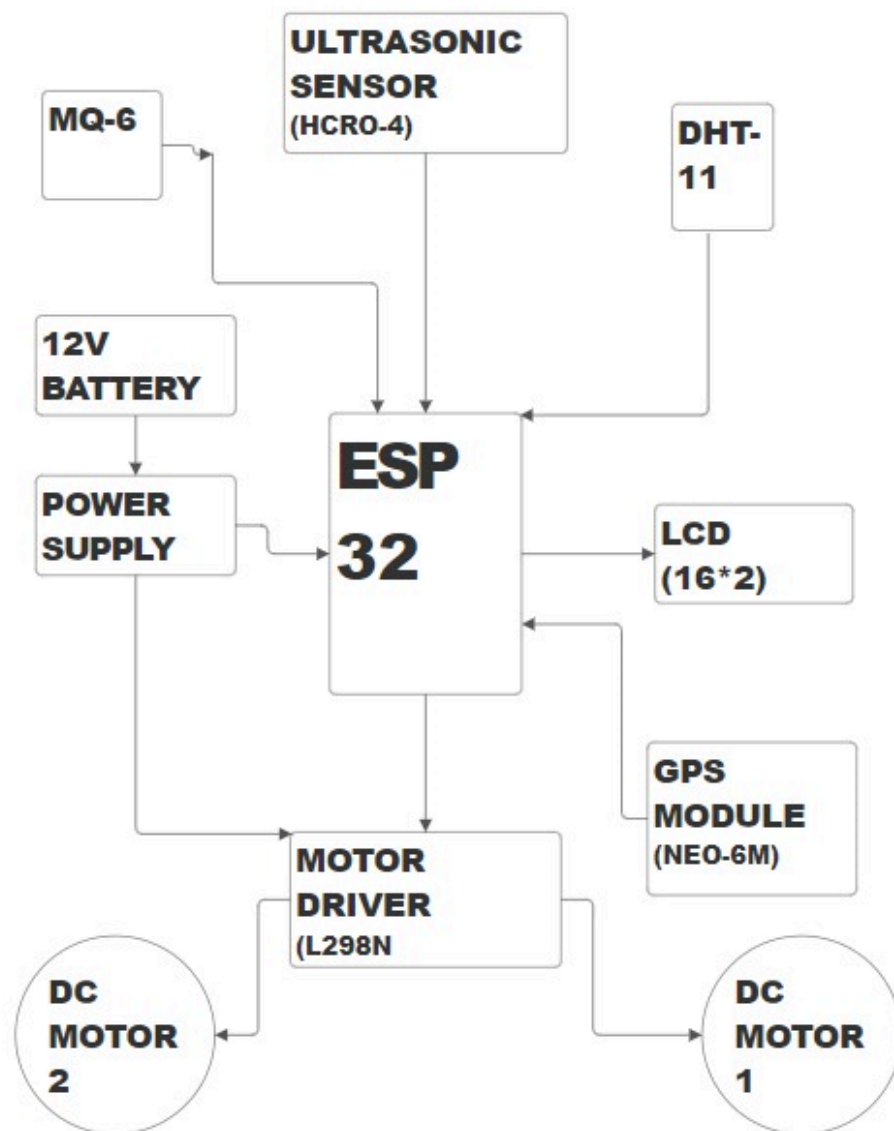 ULTRASONIC
SENSOR
(HCRO-4)
MQ-6
DHT-
11
12V
BATTERY
ESP
32
POWER
SUPPLY
LCD
(16*2)
GPS
MODULE
(NEO-6M)
MOTOR
DRIVER
(L298N
DC
MOTOR
2
DC
MOTOR
1